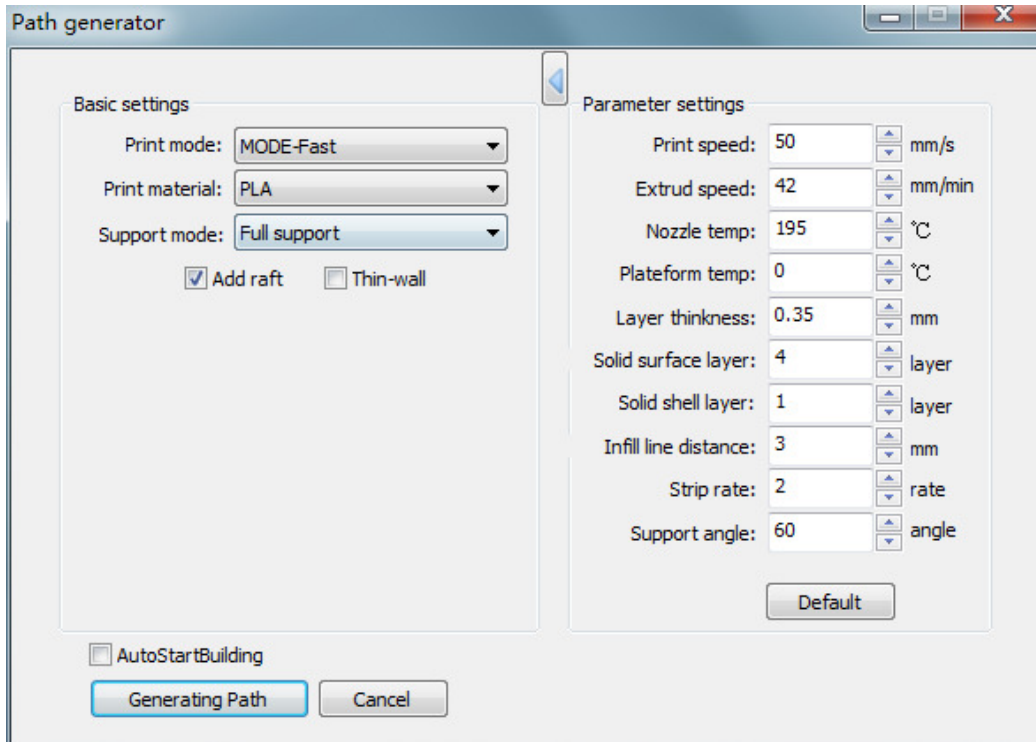 Path generator
Basic settings
Print mode: MODE-Fast
Print material: PLA
Support mode: Full support
Add raft Thin-wall
Parameter settings
Print speed: 50 mm/s
Extrud speed: 42 mm/min
Nozzle temp: 195 ℃
Plateform temp: 0 ℃
Layer thinkness: 0.35 mm
Solid surface layer: 4 layer
Solid shell layer: 1 layer
Infill line distance: 3 mm
Strip rate: 2 rate
Support angle: 60 angle
Default
AutoStartBuilding
Generating Path Cancel